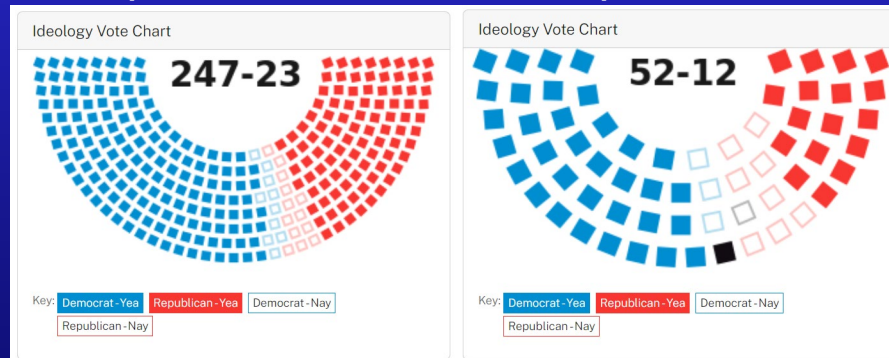 Ideology Vote Chart
247-23
Key: Democrat-Yea Republican-Yea Democrat-Nay
Republican-Nay
Ideology Vote Chart
52-12
Key: Democrat-Yea Republican-Yea Democrat-Nay
Republican-Nay